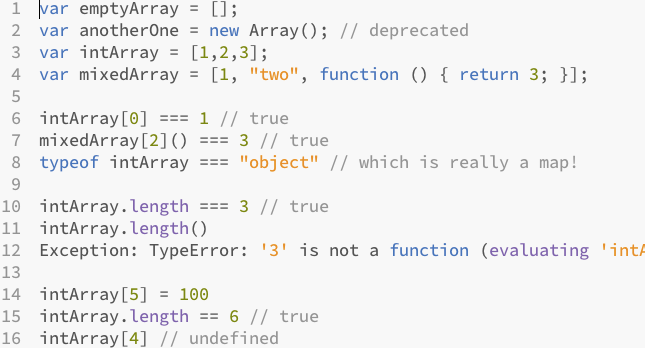 1 var emptyArray = [];
2 var anotherOne = new Array(); // deprecated
3 var intArray = [1,2,3];
4 var mixedArray = [1, "two", function () { return 3; }];
5
6 intArray[0] === 1 // true
7 mixedArray[2]() === 3 // true
8 typeof intArray === "object" // which is really a map!
9
10 intArray.length === 3 // true
11 intArray.length()
12 Exception: TypeError: '3' is not a function (evaluating 'int
13
14 intArray[5] = 100
15 intArray.length == 6 // true
16 intArray[4] // undefined